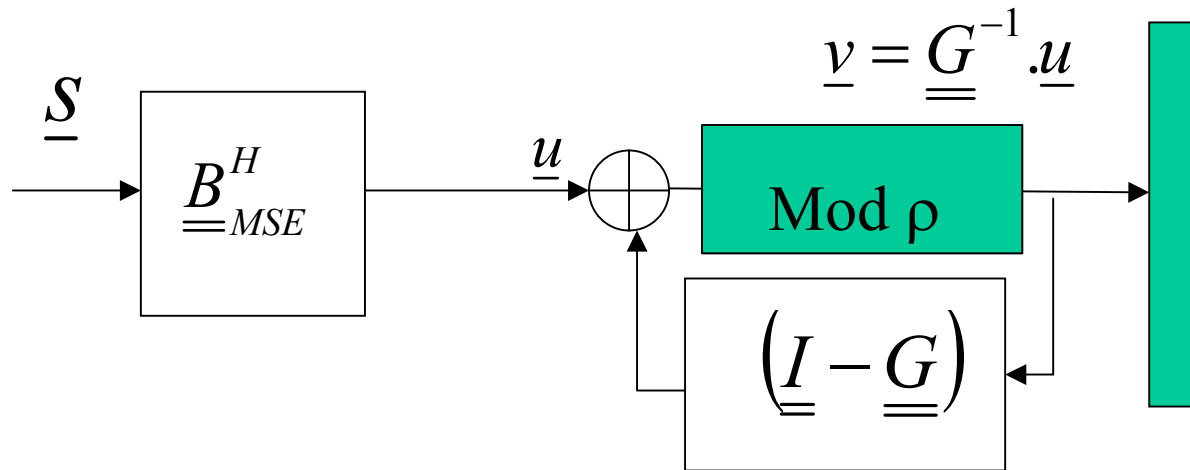 v = G⁻¹.u
s
B^H_MSE
u
Mod ρ
(I − G)